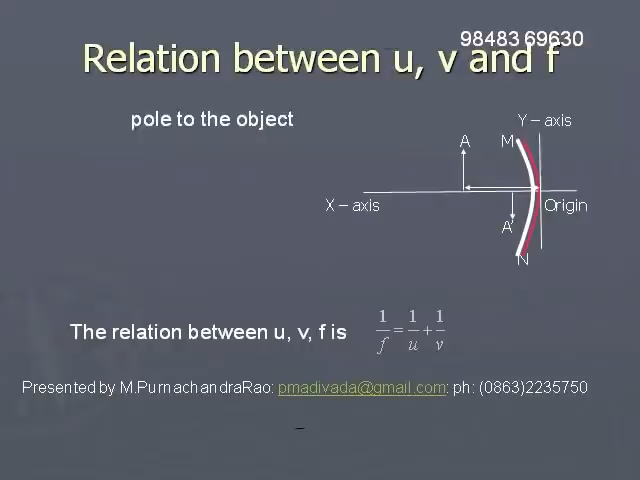 98483 69630
Relation between u, v and f
pole to the object
Y – axis
A
M
X – axis
Origin
A'
N
The relation between u, v, f is 1/f = 1/u + 1/v
Presented by M.PurnachandraRao: pmadivada@gmail.com: ph: (0863)2235750